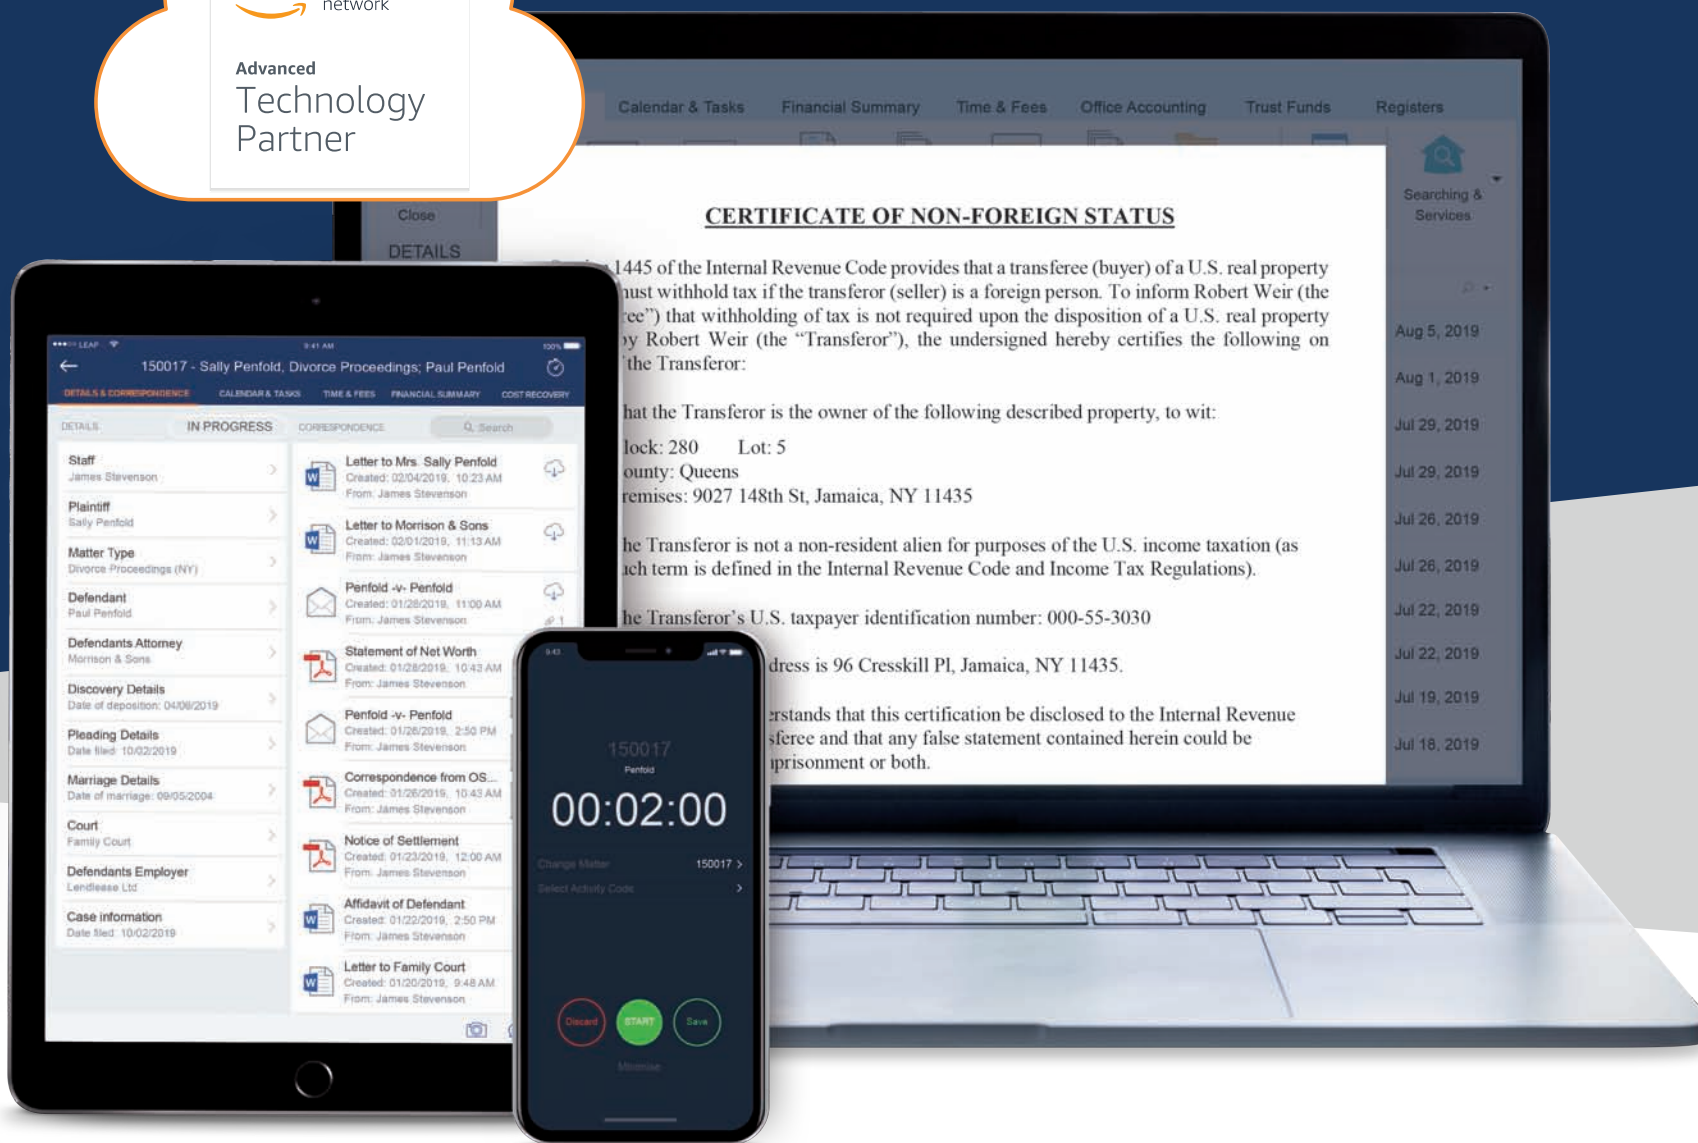 network
Advanced
Technology
Partner
Calendar & Tasks Financial Summary Time & Fees Office Accounting Trust Funds Registers
Searching &
Services
Close
DETAILS
Aug 5, 2019
Aug 1, 2019
Jul 29, 2019
Jul 29, 2019
Jul 26, 2019
Jul 26, 2019
Jul 22, 2019
Jul 22, 2019
Jul 19, 2019
Jul 18, 2019
CERTIFICATE OF NON-FOREIGN STATUS
1445 of the Internal Revenue Code provides that a transferee (buyer) of a U.S. real property
must withhold tax if the transferor (seller) is a foreign person. To inform Robert Weir (the
ree”) that withholding of tax is not required upon the disposition of a U.S. real property
by Robert Weir (the “Transferor”), the undersigned hereby certifies the following on
the Transferor:
hat the Transferor is the owner of the following described property, to wit:
lock: 280 Lot: 5
ounty: Queens
remises: 9027 148th St, Jamaica, NY 11435
he Transferor is not a non-resident alien for purposes of the U.S. income taxation (as
uch term is defined in the Internal Revenue Code and Income Tax Regulations).
he Transferor’s U.S. taxpayer identification number: 000-55-3030
dress is 96 Cresskill Pl, Jamaica, NY 11435.
erstands that this certification be disclosed to the Internal Revenue
sferee and that any false statement contained herein could be
prisonment or both.
LEAP 9:41 AM 100%
150017 - Sally Penfold, Divorce Proceedings; Paul Penfold
DETAILS & CORRESPONDENCE CALENDAR & TASKS TIME & FEES FINANCIAL SUMMARY COST RECOVERY
DETAILS IN PROGRESS CORRESPONDENCE Search
Staff
James Stevenson
Plaintiff
Sally Penfold
Matter Type
Divorce Proceedings (NY)
Defendant
Paul Penfold
Defendants Attorney
Morrison & Sons
Discovery Details
Date of deposition: 04/08/2019
Pleading Details
Date filed: 10/02/2019
Marriage Details
Date of marriage: 09/05/2004
Court
Family Court
Defendants Employer
Lendlease Ltd
Case information
Date filed: 10/02/2019
Letter to Mrs. Sally Penfold
Created: 02/04/2019, 10:23 AM
From: James Stevenson
Letter to Morrison & Sons
Created: 02/01/2019, 11:13 AM
From: James Stevenson
Penfold -v- Penfold
Created: 01/28/2019, 11:00 AM
From: James Stevenson
1
Statement of Net Worth
Created: 01/28/2019, 10:43 AM
From: James Stevenson
Penfold -v- Penfold
Created: 01/26/2019, 2:50 PM
From: James Stevenson
Correspondence from OS...
Created: 01/26/2019, 10:43 AM
From: James Stevenson
Notice of Settlement
Created: 01/23/2019, 12:00 AM
From: James Stevenson
Affidavit of Defendant
Created: 01/22/2019, 2:50 PM
From: James Stevenson
Letter to Family Court
Created: 01/20/2019, 9:48 AM
From: James Stevenson
9:43
150017
Penfold
00:02:00
Change Matter 150017
Select Activity Code
Discard START Save
Minimise